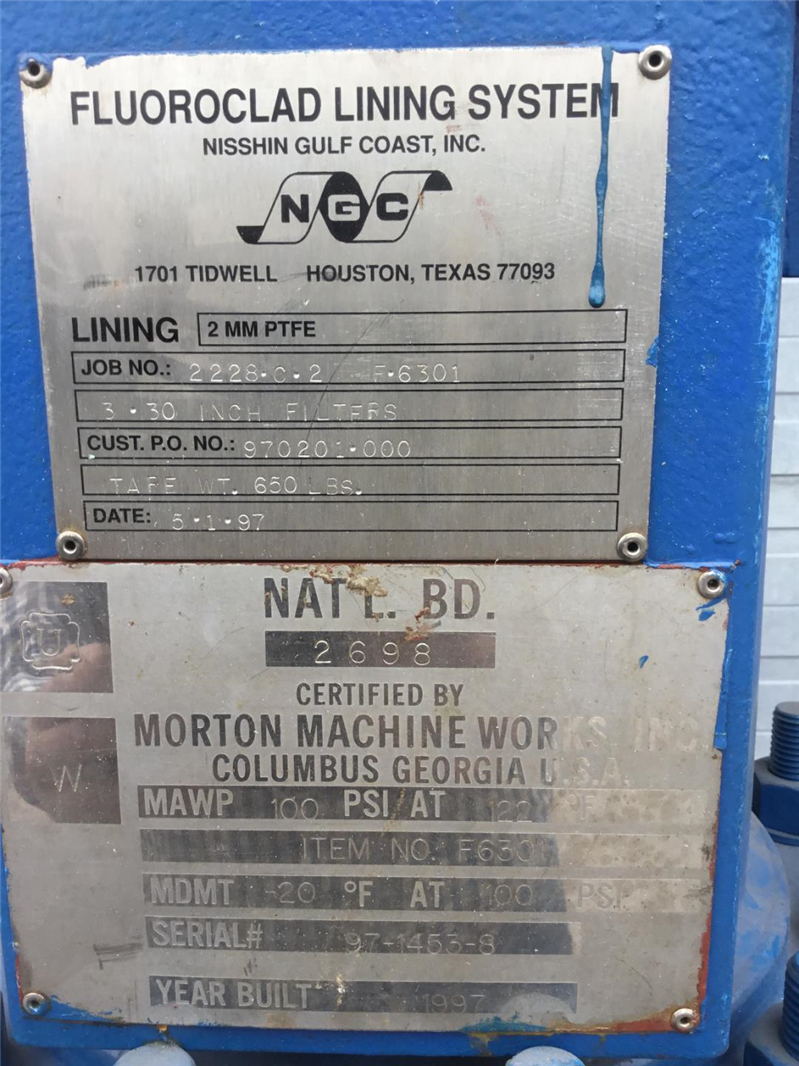 FLUOROCLAD LINING SYSTEM
NISSHIN GULF COAST, INC.
NGC
1701 TIDWELL HOUSTON, TEXAS 77093
LINING 2 MM PTFE
JOB NO.: 2228·C·2 F·6301
3·30 INCH FILTERS
CUST. P.O. NO.: 970201·000
TARE WT. 650 LBS.
DATE: 5·1·97
NAT'L. BD.
U
2698
CERTIFIED BY
MORTON MACHINE WORKS, INC.
COLUMBUS GEORGIA U.S.A.
W
MAWP 100 PSI AT 122 °F
ITEM NO. F6301
MDMT -20 °F AT 100 PSI
SERIAL# 97-1453-8
YEAR BUILT 1997